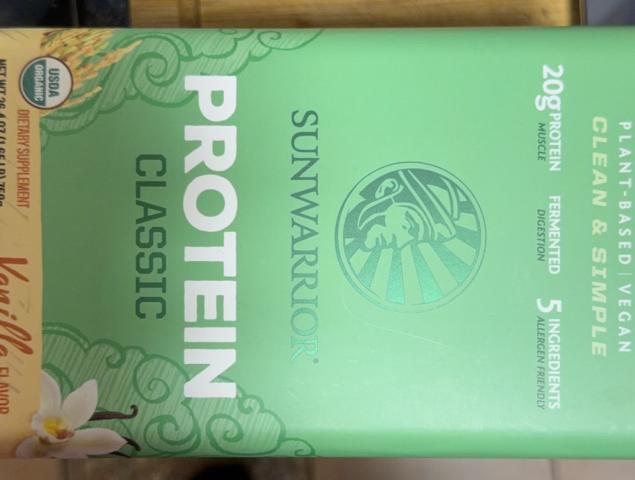 PLANT-BASED | VEGAN
CLEAN & SIMPLE
20g PROTEIN
MUSCLE
FERMENTED
DIGESTION
5 INGREDIENTS
ALLERGEN FRIENDLY
SUNWARRIOR®
PROTEIN
CLASSIC
USDA
ORGANIC
DIETARY SUPPLEMENT
Vanilla FLAVOR